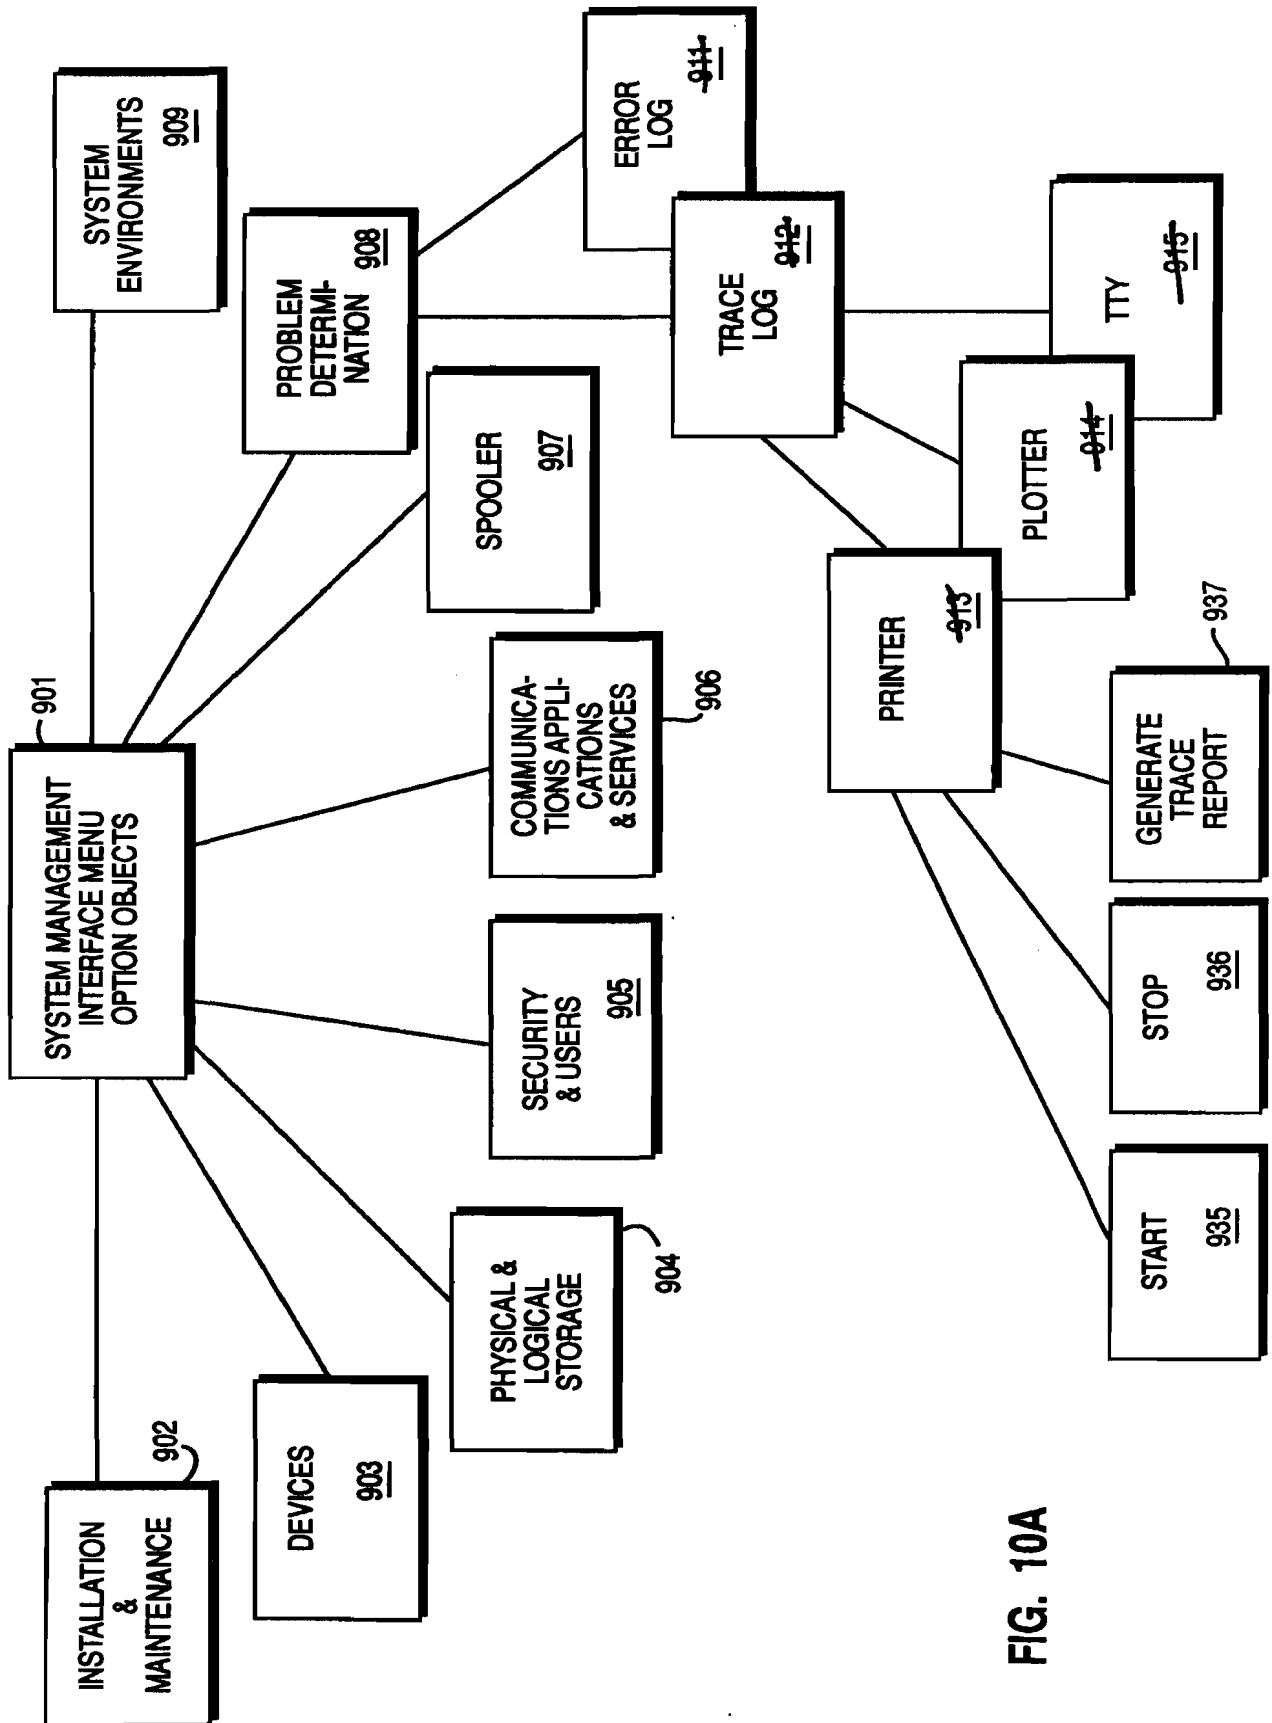 901
SYSTEM MANAGEMENT
INTERFACE MENU
OPTION OBJECTS
902
INSTALLATION
&
MAINTENANCE
DEVICES
903
PHYSICAL &
LOGICAL
STORAGE
904
SECURITY
& USERS
905
COMMUNICA-
TIONS APPLI-
CATIONS
& SERVICES
906
SPOOLER
907
PROBLEM
DETERMI-
NATION
908
SYSTEM
ENVIRONMENTS
909
ERROR
LOG
911
TRACE
LOG
912
PRINTER
913
PLOTTER
914
TTY
915
START
935
STOP
936
GENERATE
TRACE
REPORT
937
FIG. 10A